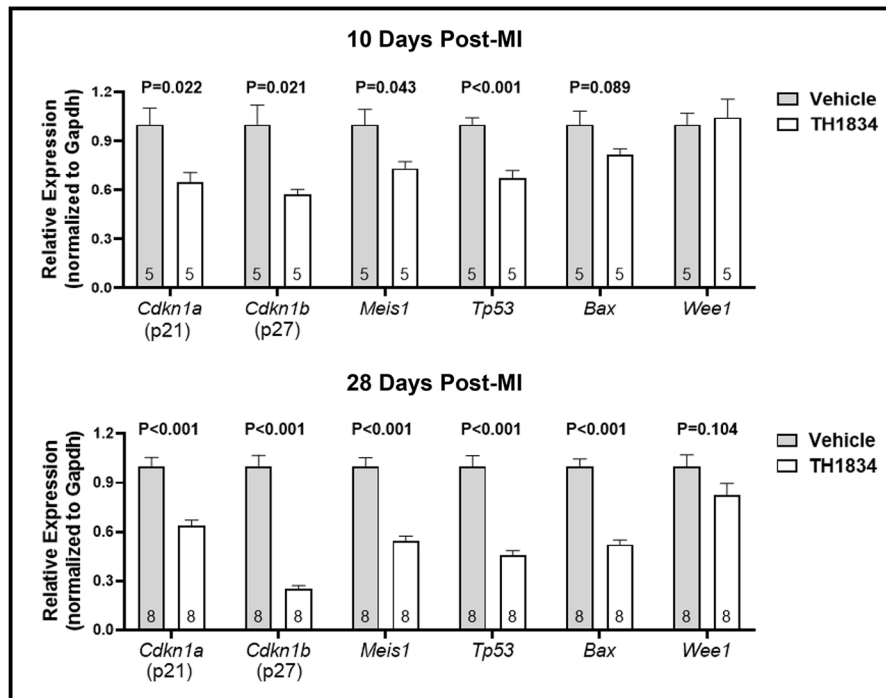 10 Days Post-MI
P=0.022 P=0.021 P=0.043 P<0.001 P=0.089
Vehicle
TH1834
Relative Expression
(normalized to Gapdh)
1.2
0.9
0.6
0.3
0.0
5 5 5 5 5 5 5 5 5 5 5 5
Cdkn1a Cdkn1b Meis1 Tp53 Bax Wee1
(p21) (p27)
28 Days Post-MI
P<0.001 P<0.001 P<0.001 P<0.001 P<0.001 P=0.104
Vehicle
TH1834
Relative Expression
(normalized to Gapdh)
1.2
0.9
0.6
0.3
0.0
8 8 8 8 8 8 8 8 8 8 8 8
Cdkn1a Cdkn1b Meis1 Tp53 Bax Wee1
(p21) (p27)